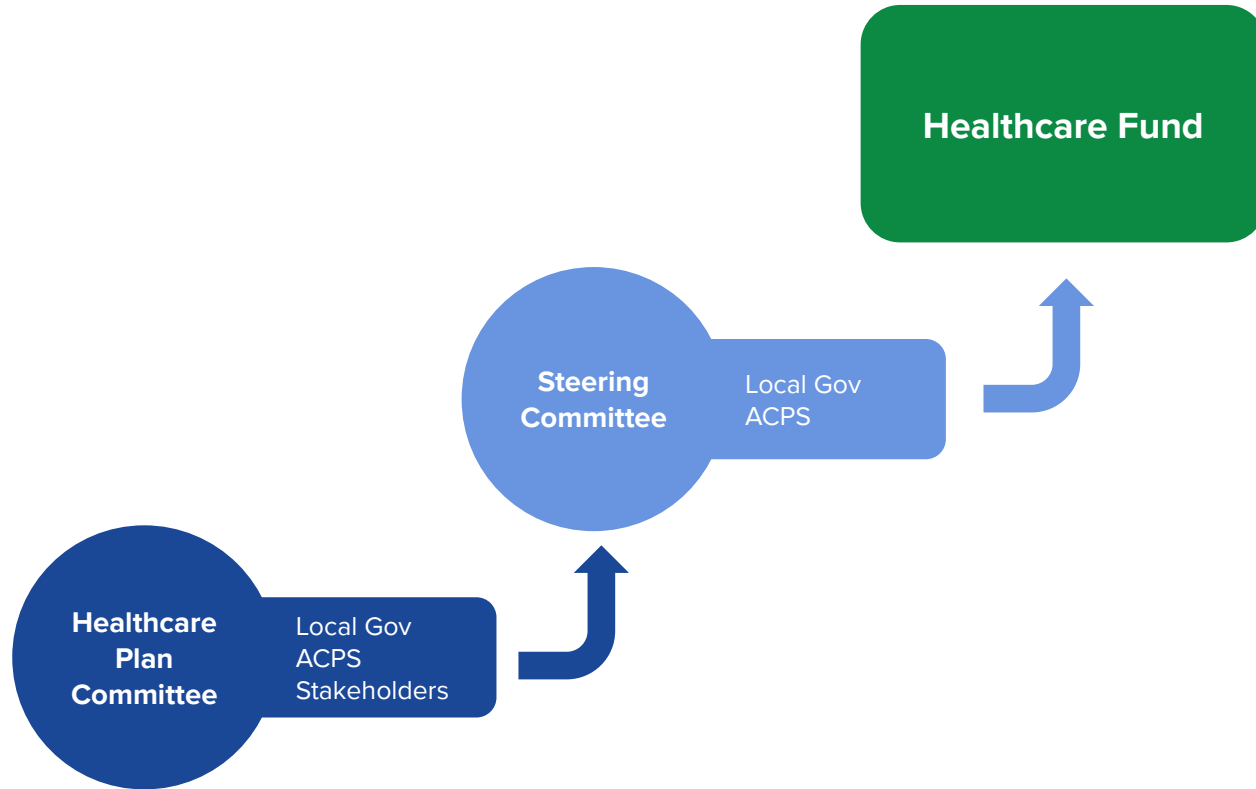 Healthcare Fund
Steering
Committee
Local Gov
ACPS
Healthcare
Plan
Committee
Local Gov
ACPS
Stakeholders